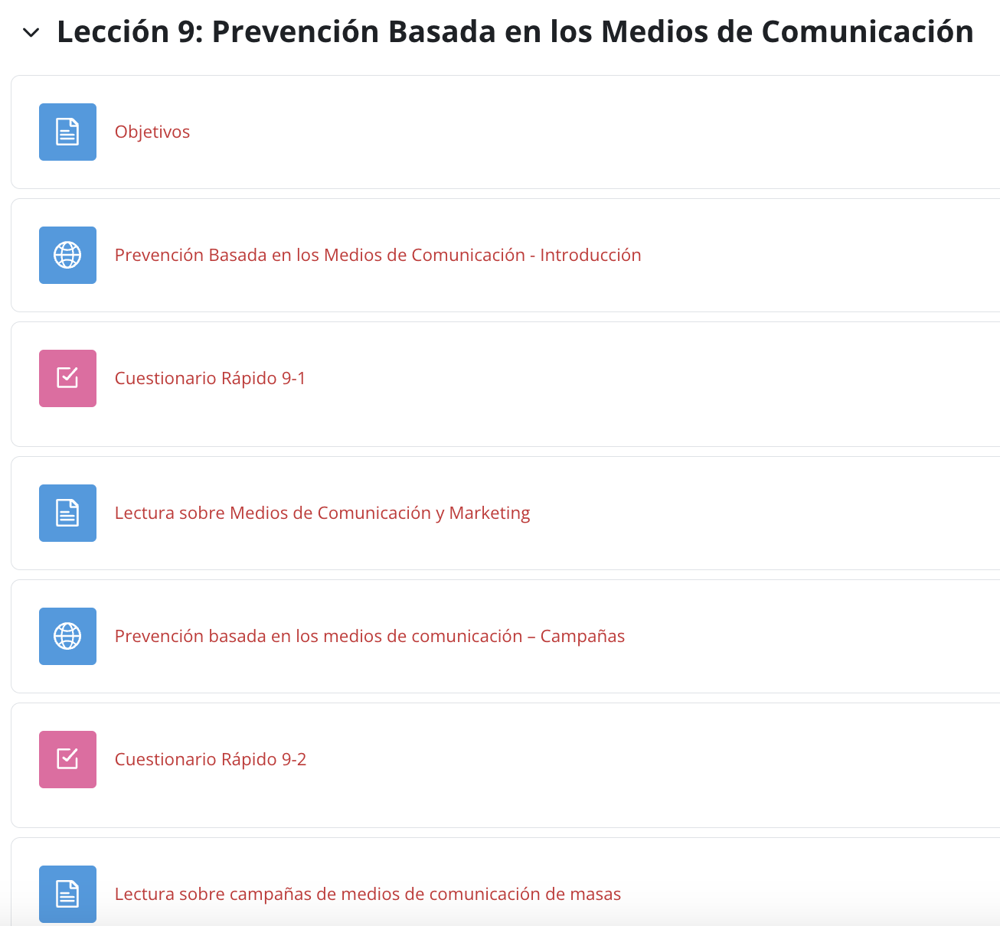 Lección 9: Prevención Basada en los Medios de Comunicación
Objetivos
Prevención Basada en los Medios de Comunicación - Introducción
Cuestionario Rápido 9-1
Lectura sobre Medios de Comunicación y Marketing
Prevención basada en los medios de comunicación – Campañas
Cuestionario Rápido 9-2
Lectura sobre campañas de medios de comunicación de masas